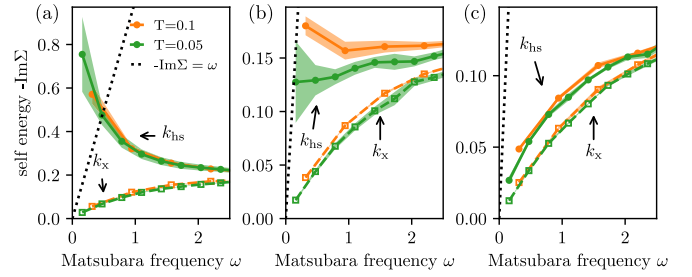 (a)
T=0.1
T=0.05
-ImΣ = ω
k_hs
k_x
self energy -ImΣ
0.0
0.2
0.4
0.6
0.8
0
1
2
Matsubara frequency ω
(b)
k_hs
k_x
0.00
0.05
0.10
0.15
0.20
0
1
2
Matsubara frequency ω
(c)
k_hs
k_x
0.00
0.05
0.10
0
1
2
Matsubara frequency ω